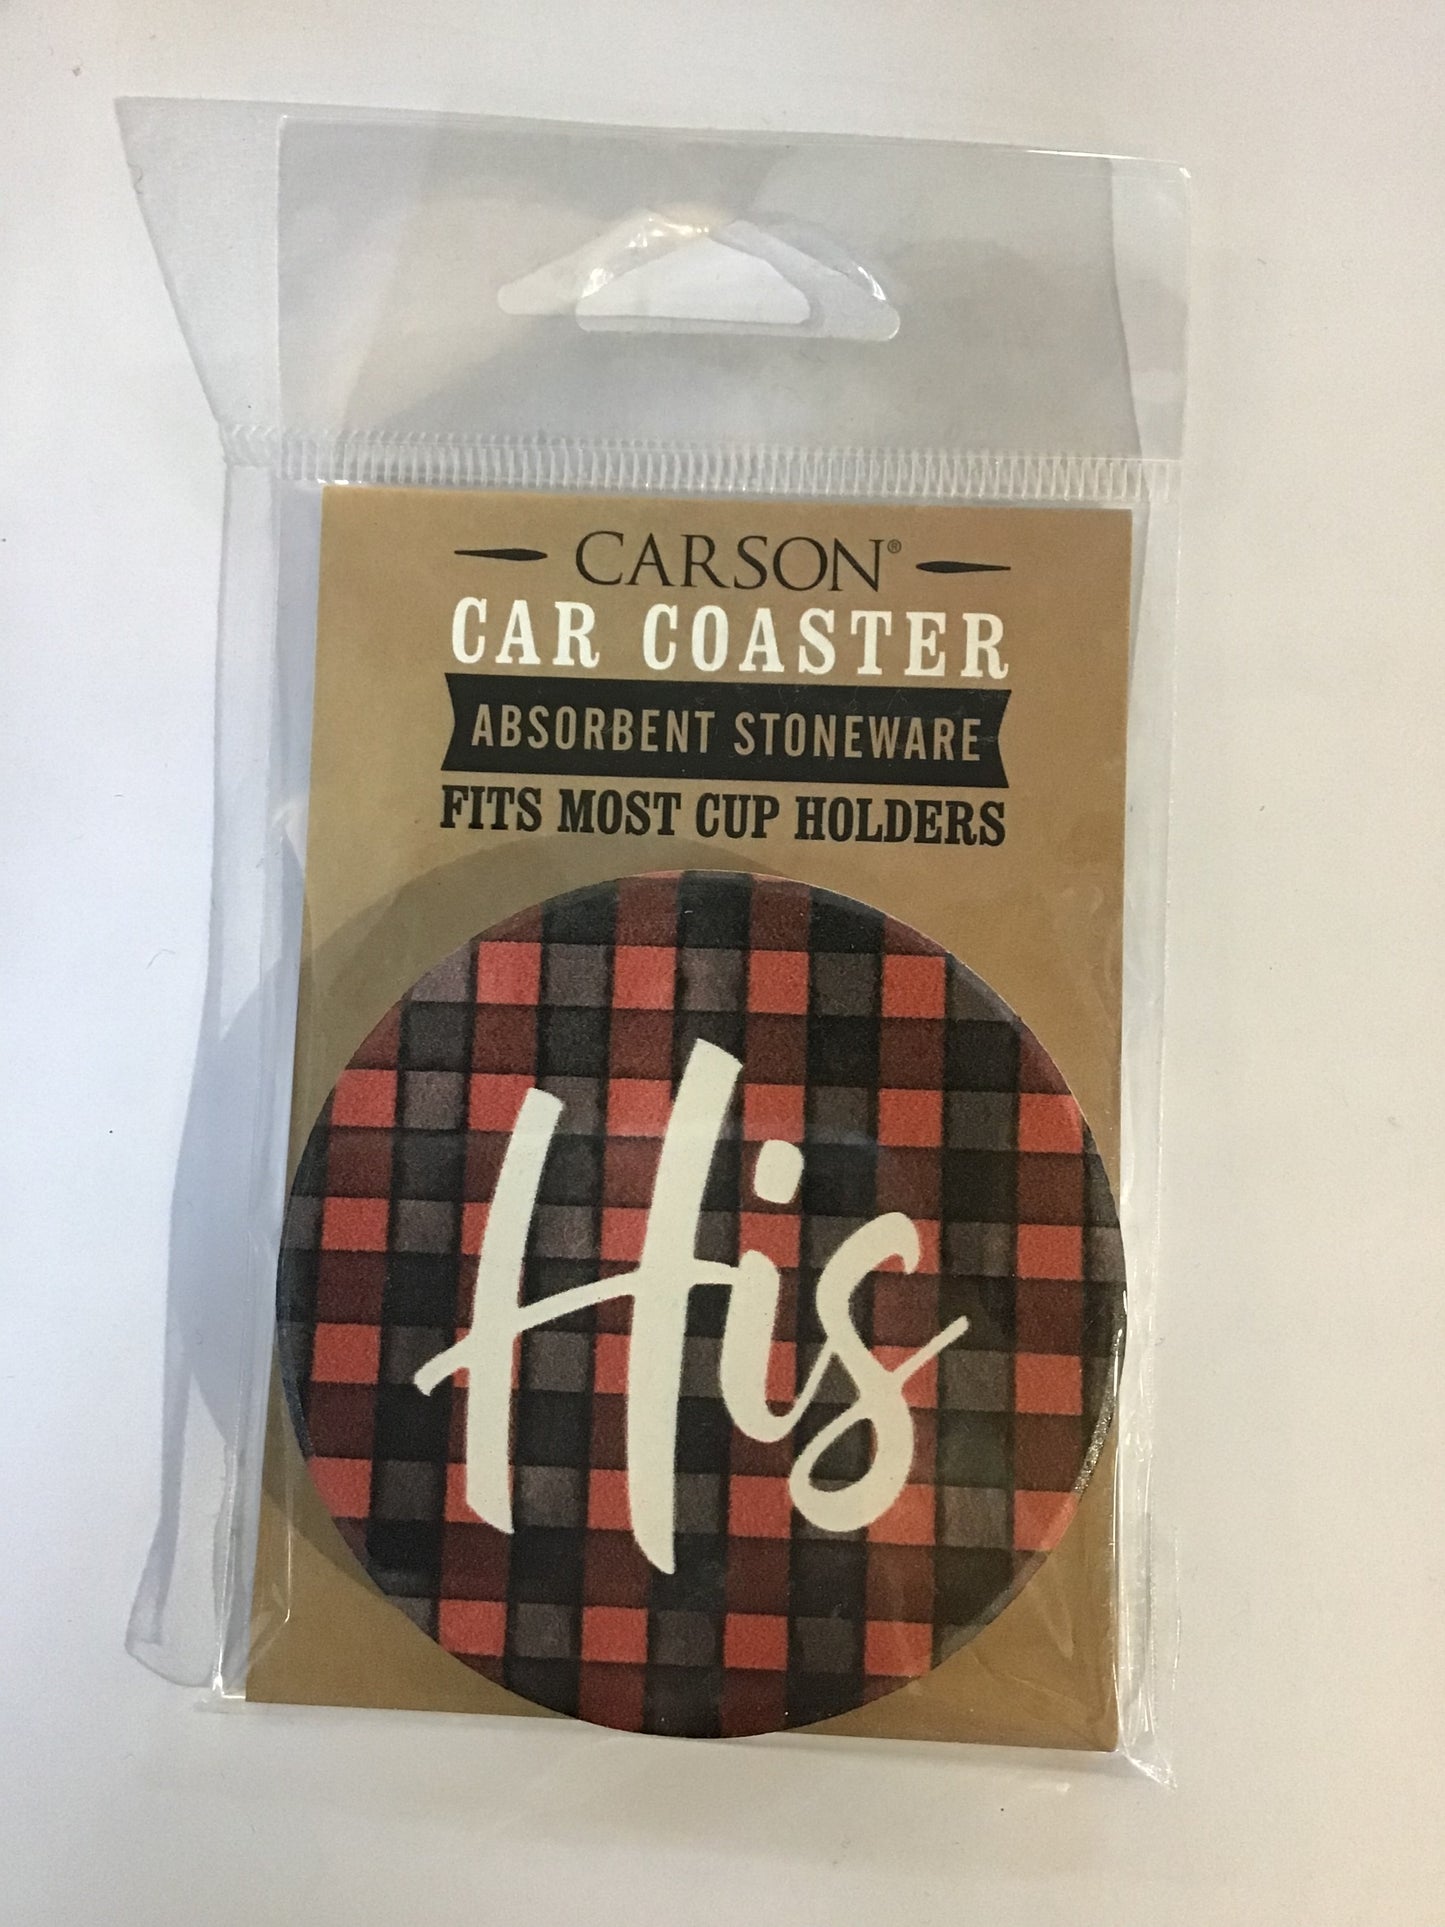 CARSON®
CAR COASTER
ABSORBENT STONEWARE
FITS MOST CUP HOLDERS
His